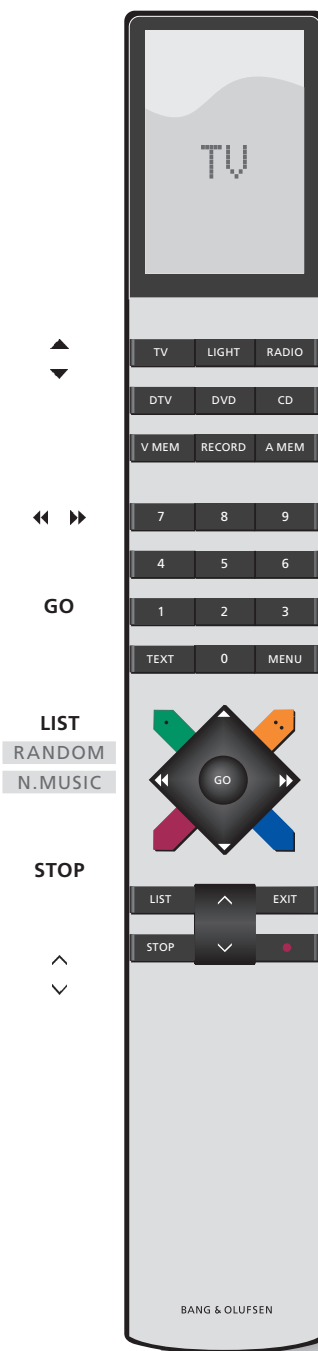 TV
TV LIGHT RADIO
DTV DVD CD
V MEM RECORD A MEM
7 8 9
4 5 6
GO
1 2 3
TEXT 0 MENU
LIST
RANDOM
N.MUSIC
GO
STOP
LIST EXIT
STOP
BANG & OLUFSEN